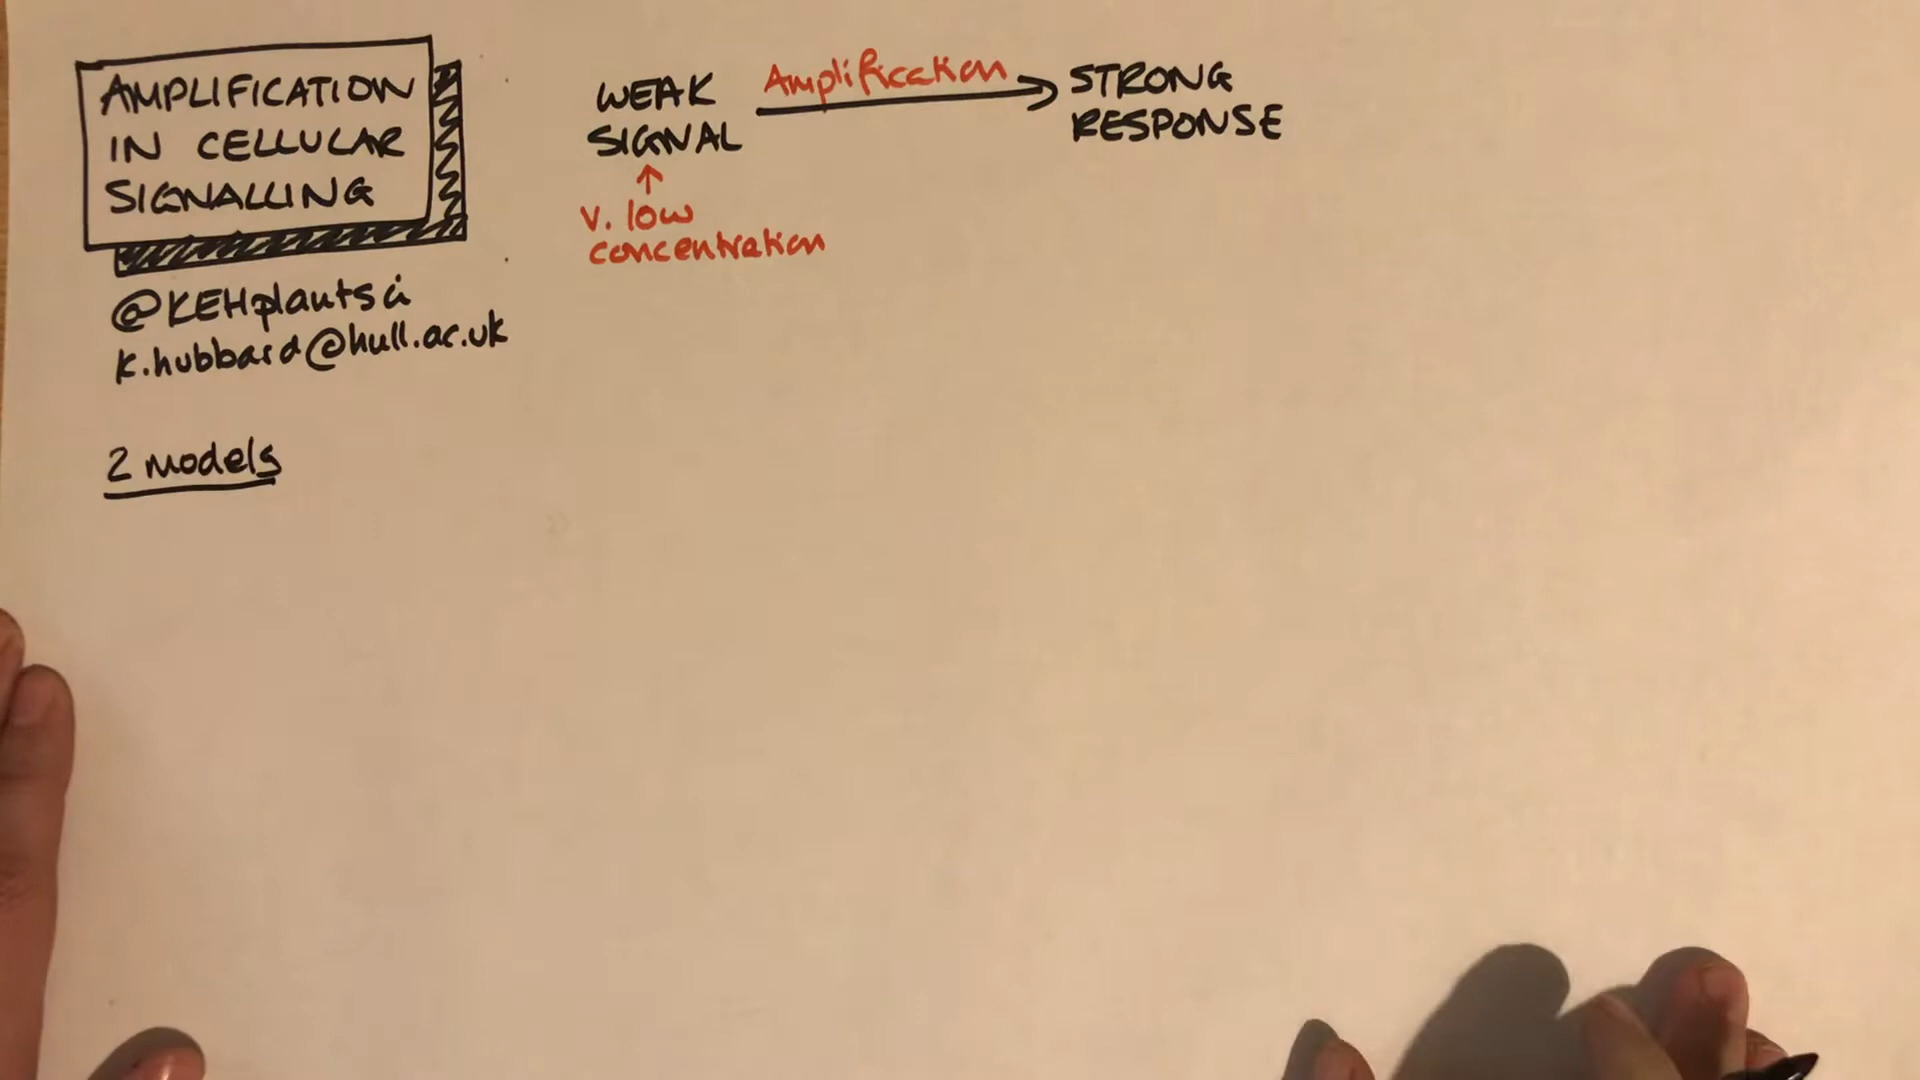 AMPLIFICATION
IN CELLULAR
SIGNALLING
@KEHplantsci
k.hubbard@hull.ac.uk
WEAK
SIGNAL
Amplification
STRONG
RESPONSE
v. low
concentration
2 models